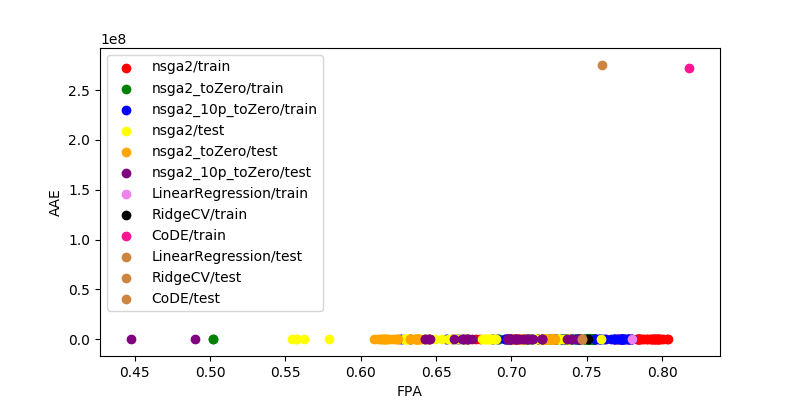 1e8
2.5
2.0
1.5
1.0
0.5
0.0
AAE
nsga2/train
nsga2_toZero/train
nsga2_10p_toZero/train
nsga2/test
nsga2_toZero/test
nsga2_10p_toZero/test
LinearRegression/train
RidgeCV/train
CoDE/train
LinearRegression/test
RidgeCV/test
CoDE/test
0.45 0.50 0.55 0.60 0.65 0.70 0.75 0.80
FPA